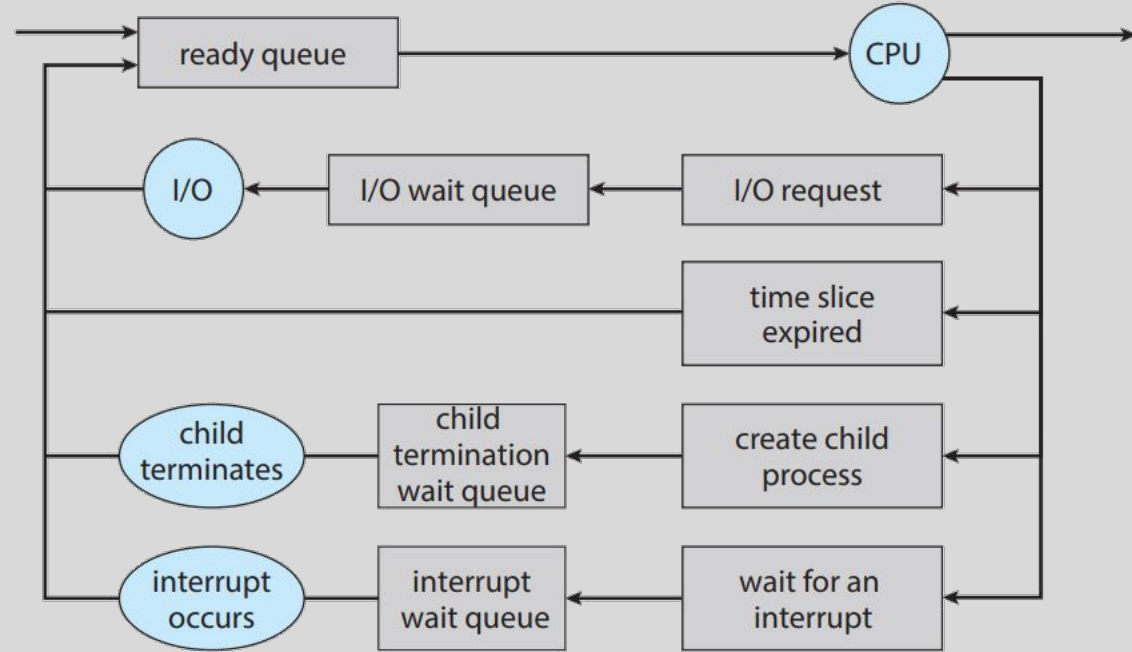 ready queue
CPU
I/O
I/O wait queue
I/O request
time slice
expired
child
terminates
child
termination
wait queue
create child
process
interrupt
occurs
interrupt
wait queue
wait for an
interrupt